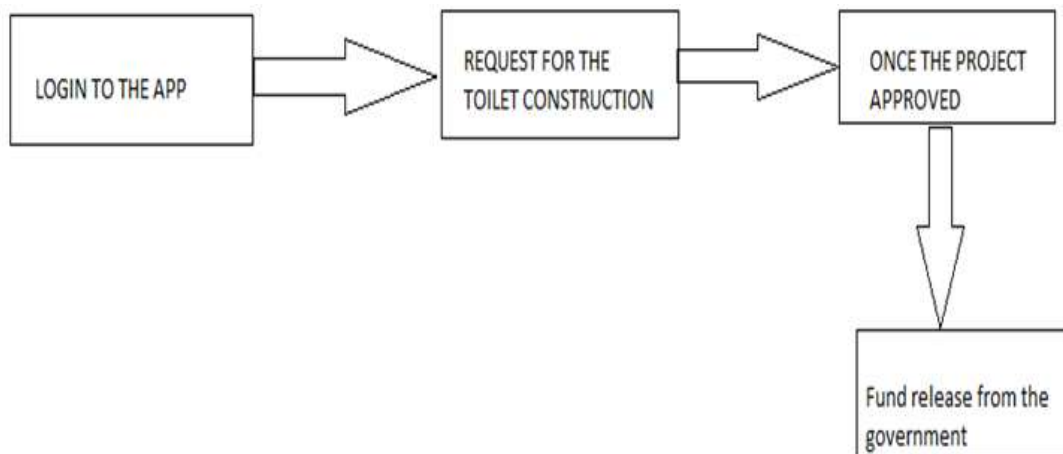 LOGIN TO THE APP
REQUEST FOR THE
TOILET CONSTRUCTION
ONCE THE PROJECT
APPROVED
Fund release from the
government